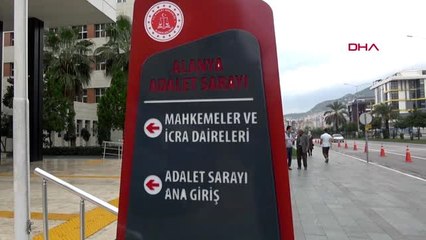 DHA
ALANYA
ADALET SARAYI
MAHKEMELER VE
İCRA DAİRELERİ
ADALET SARAYI
ANA GİRİŞ